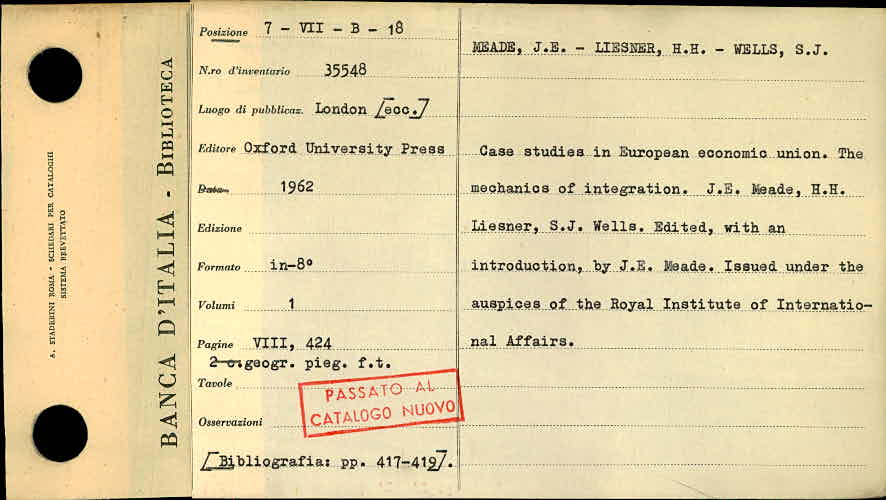 A. STADERINI ROMA - SCHEDARI PER CATALOGHI
SISTEMA BREVETTATO
BANCA D'ITALIA - BIBLIOTECA
Posizione 7 - VII - B - 18
N.ro d'inventario 35548
Luogo di pubblicaz. London [ecc.]
Editore Oxford University Press
Data 1962
Edizione
Formato in-8°
Volumi 1
Pagine VIII, 424
2 c.geogr. pieg. f.t.
Tavole
Osservazioni
[Bibliografia: pp. 417-419].
PASSATO AL
CATALOGO NUOVO
MEADE, J.E. - LIESNER, H.H. - WELLS, S.J.
Case studies in European economic union. The
mechanics of integration. J.E. Meade, H.H.
Liesner, S.J. Wells. Edited, with an
introduction, by J.E. Meade. Issued under the
auspices of the Royal Institute of Internatio-
nal Affairs.